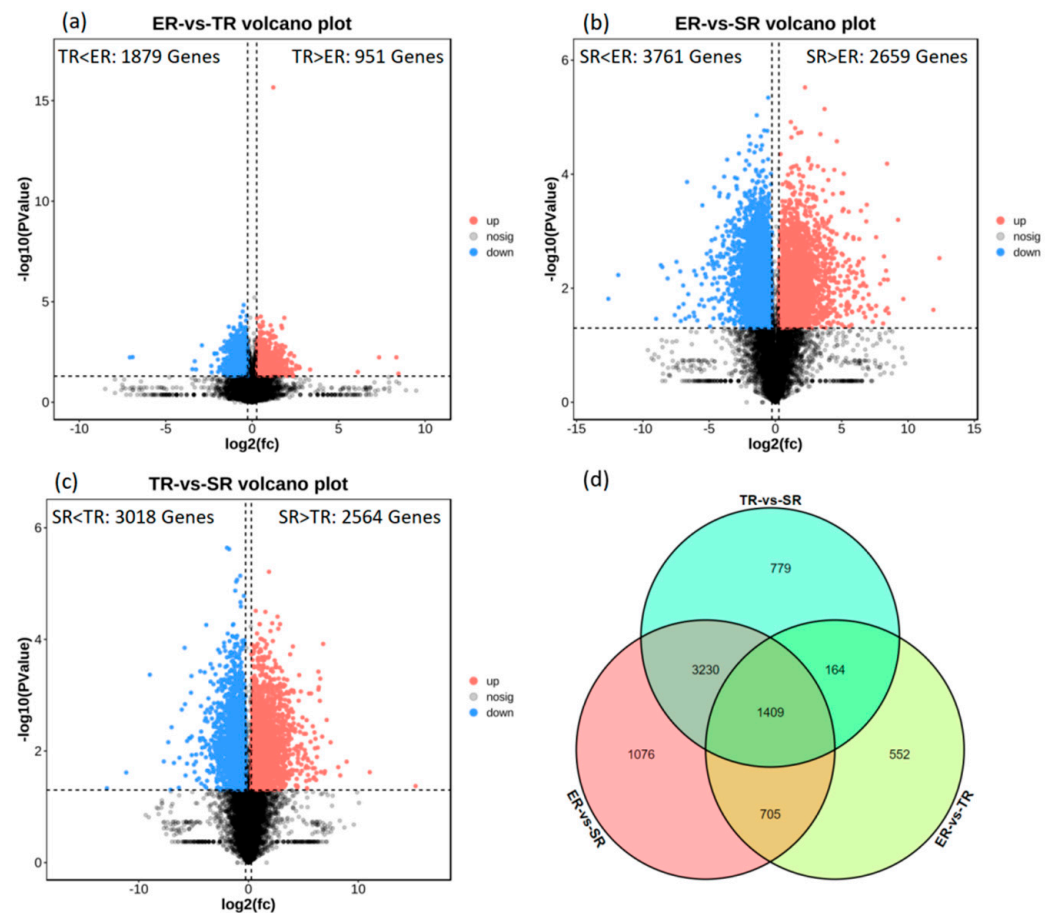 (a)
ER-vs-TR volcano plot
TR<ER: 1879 Genes
TR>ER: 951 Genes
15
10
5
0
-log10(PValue)
-10
-5
0
5
10
log2(fc)
up
nosig
down
(b)
ER-vs-SR volcano plot
SR<ER: 3761 Genes
SR>ER: 2659 Genes
6
4
2
0
-log10(PValue)
-15
-10
-5
0
5
10
15
log2(fc)
up
nosig
down
(c)
TR-vs-SR volcano plot
SR<TR: 3018 Genes
SR>TR: 2564 Genes
6
4
2
0
-log10(PValue)
-10
0
10
log2(fc)
up
nosig
down
(d)
TR-vs-SR
779
3230
164
1409
1076
552
705
ER-vs-SR
ER-vs-TR